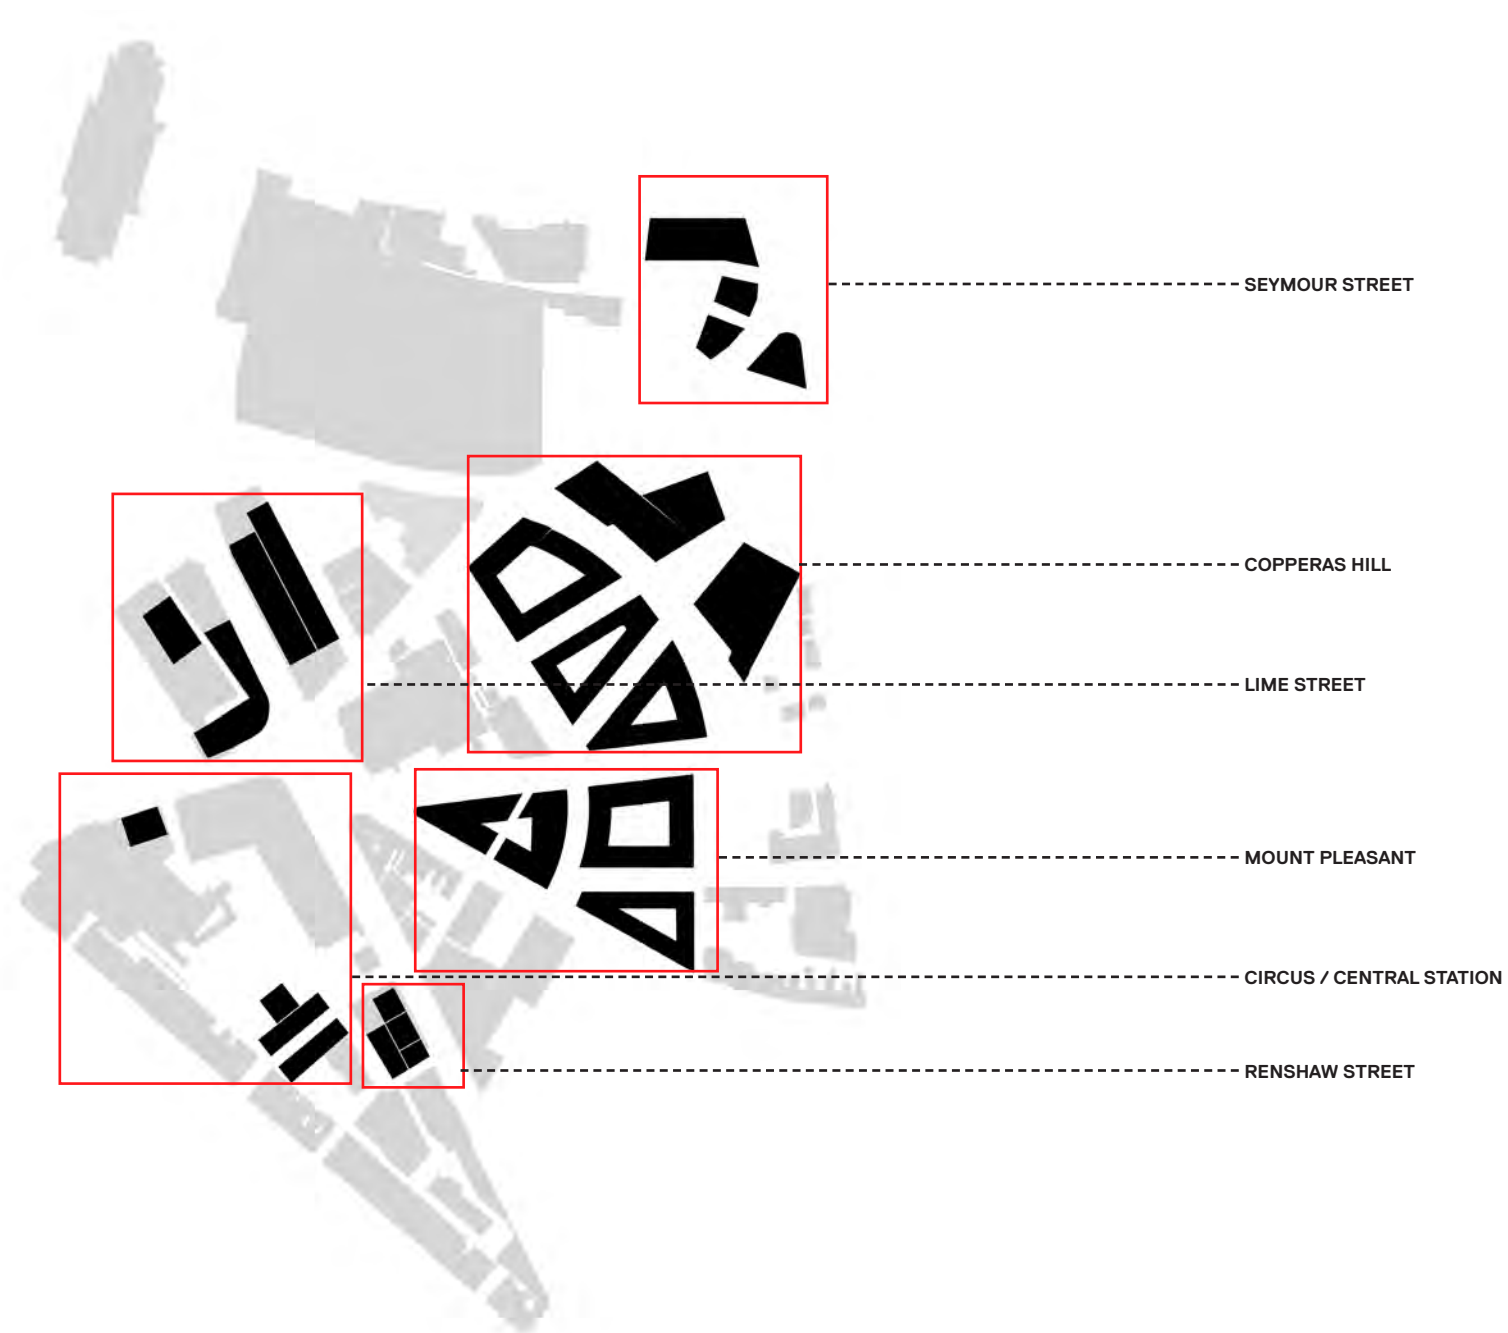 SEYMOUR STREET
COPPERAS HILL
LIME STREET
MOUNT PLEASANT
CIRCUS / CENTRAL STATION
RENSHAW STREET